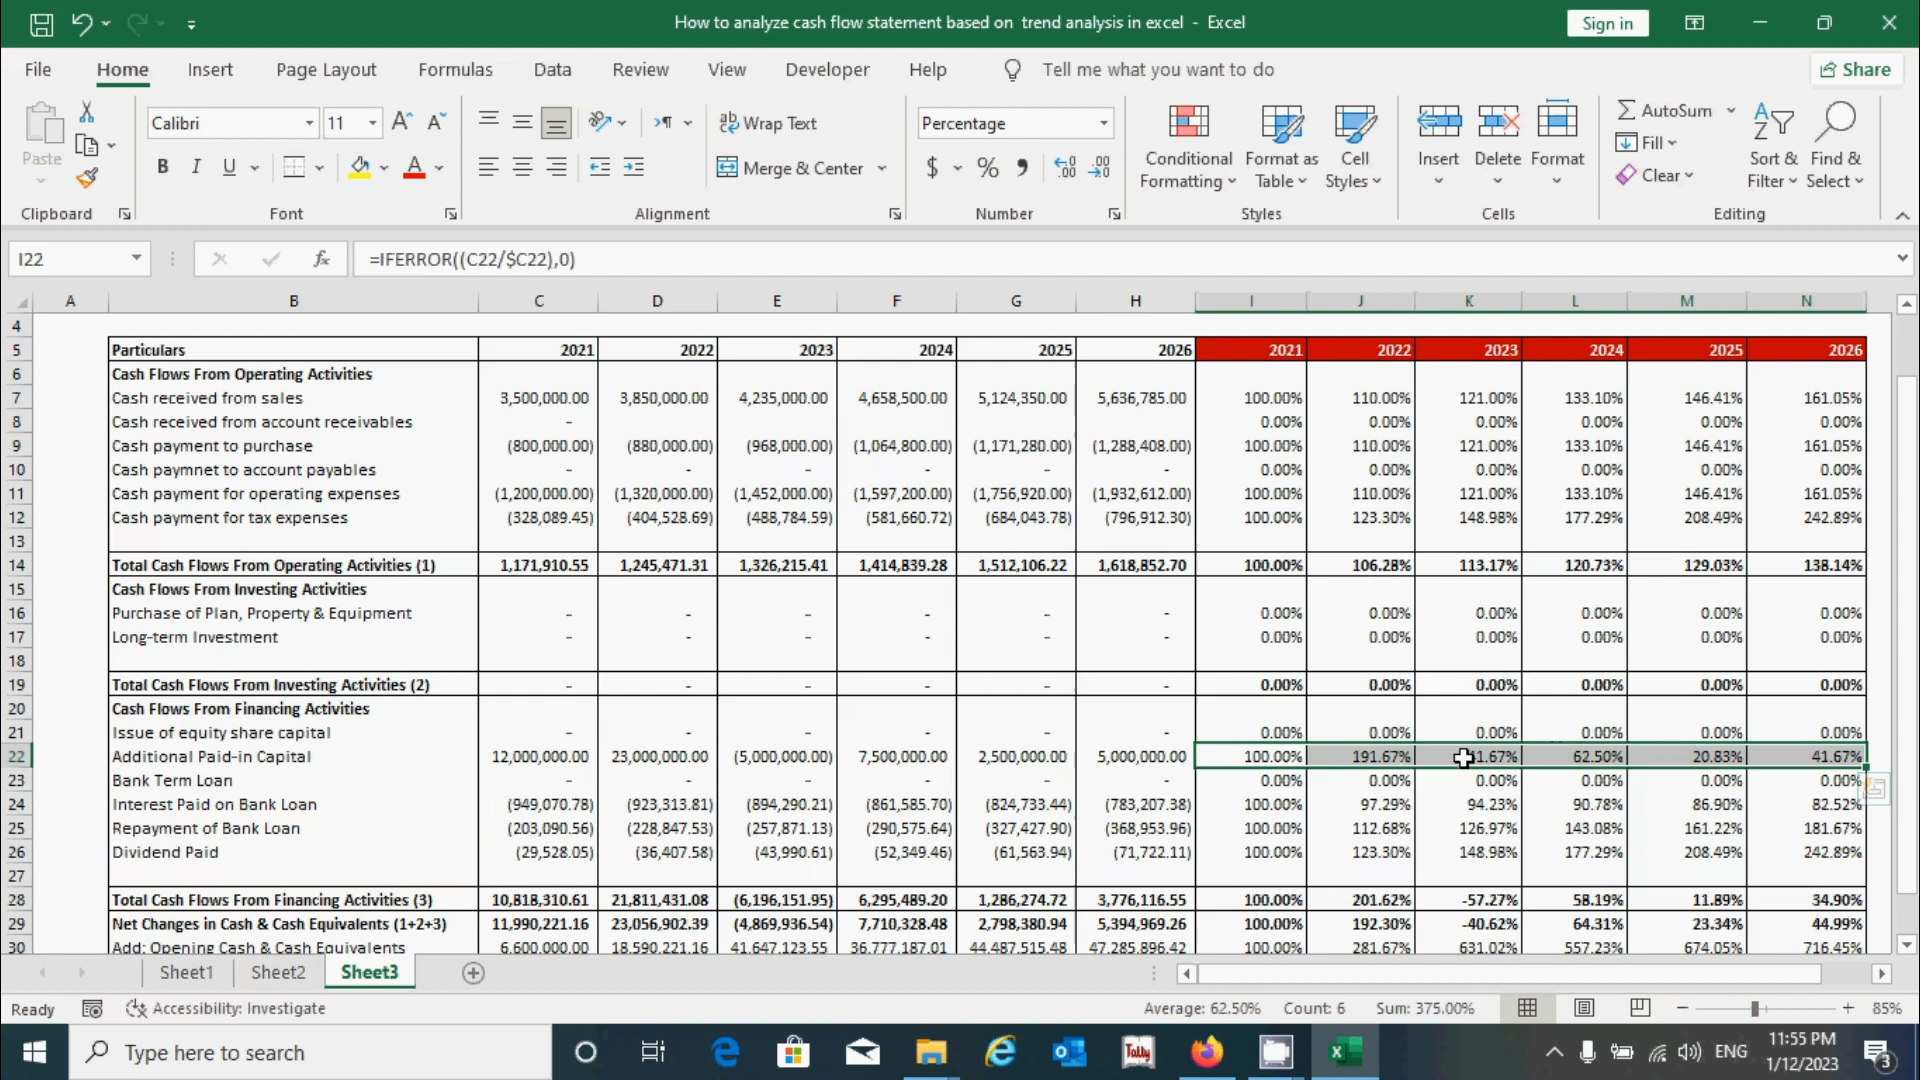 How to analyze cash flow statement based on  trend analysis in excel  -  Excel
Sign in
File Home Insert Page Layout Formulas Data Review View Developer Help Tell me what you want to do Share
Paste
Calibri 11
B I U
Wrap Text
Merge & Center
Percentage
$ %
Conditional Formatting
Format as Table
Cell Styles
Insert Delete Format
AutoSum
Fill
Clear
Sort & Filter
Find & Select
Clipboard Font Alignment Number Styles Cells Editing
I22 fx =IFERROR((C22/$C22),0)
A B C D E F G H I J K L M N
4
5 Particulars 2021 2022 2023 2024 2025 2026 2021 2022 2023 2024 2025 2026
6 Cash Flows From Operating Activities
7 Cash received from sales 3,500,000.00 3,850,000.00 4,235,000.00 4,658,500.00 5,124,350.00 5,636,785.00 100.00% 110.00% 121.00% 133.10% 146.41% 161.05%
8 Cash received from account receivables - 0.00% 0.00% 0.00% 0.00% 0.00% 0.00%
9 Cash payment to purchase (800,000.00) (880,000.00) (968,000.00) (1,064,800.00) (1,171,280.00) (1,288,408.00) 100.00% 110.00% 121.00% 133.10% 146.41% 161.05%
10 Cash paymnet to account payables - - - - - - 0.00% 0.00% 0.00% 0.00% 0.00% 0.00%
11 Cash payment for operating expenses (1,200,000.00) (1,320,000.00) (1,452,000.00) (1,597,200.00) (1,756,920.00) (1,932,612.00) 100.00% 110.00% 121.00% 133.10% 146.41% 161.05%
12 Cash payment for tax expenses (328,089.45) (404,528.69) (488,784.59) (581,660.72) (684,043.78) (796,912.30) 100.00% 123.30% 148.98% 177.29% 208.49% 242.89%
13
14 Total Cash Flows From Operating Activities (1) 1,171,910.55 1,245,471.31 1,326,215.41 1,414,839.28 1,512,106.22 1,618,852.70 100.00% 106.28% 113.17% 120.73% 129.03% 138.14%
15 Cash Flows From Investing Activities
16 Purchase of Plan, Property & Equipment - - - - - - 0.00% 0.00% 0.00% 0.00% 0.00% 0.00%
17 Long-term Investment - - - - - - 0.00% 0.00% 0.00% 0.00% 0.00% 0.00%
18
19 Total Cash Flows From Investing Activities (2) - - - - - - 0.00% 0.00% 0.00% 0.00% 0.00% 0.00%
20 Cash Flows From Financing Activities
21 Issue of equity share capital - - - - - - 0.00% 0.00% 0.00% 0.00% 0.00% 0.00%
22 Additional Paid-in Capital 12,000,000.00 23,000,000.00 (5,000,000.00) 7,500,000.00 2,500,000.00 5,000,000.00 100.00% 191.67% 62.50% 20.83% 41.67%
23 Bank Term Loan - - - - - - 0.00% 0.00% 0.00% 0.00% 0.00% 0.00%
24 Interest Paid on Bank Loan (949,070.78) (923,313.81) (894,290.21) (861,585.70) (824,733.44) (783,207.38) 100.00% 97.29% 94.23% 90.78% 86.90% 82.52%
25 Repayment of Bank Loan (203,090.56) (228,847.53) (257,871.13) (290,575.64) (327,427.90) (368,953.96) 100.00% 112.68% 126.97% 143.08% 161.22% 181.67%
26 Dividend Paid (29,528.05) (36,407.58) (43,990.61) (52,349.46) (61,563.94) (71,722.11) 100.00% 123.30% 148.98% 177.29% 208.49% 242.89%
27
28 Total Cash Flows From Financing Activities (3) 10,818,310.61 21,811,431.08 (6,196,151.95) 6,295,489.20 1,286,274.72 3,776,116.55 100.00% 201.62% -57.27% 58.19% 11.89% 34.90%
29 Net Changes in Cash & Cash Equivalents (1+2+3) 11,990,221.16 23,056,902.39 (4,869,936.54) 7,710,328.48 2,798,380.94 5,394,969.26 100.00% 192.30% -40.62% 64.31% 23.34% 44.99%
30 Add: Opening Cash & Cash Equivalents 6,600,000.00 18,590,221.16 41,647,123.55 36,777,187.01 44,487,515.48 47,285,896.42 100.00% 281.67% 631.02% 557.23% 674.05% 716.45%
Sheet1 Sheet2 Sheet3
Ready Accessibility: Investigate Average: 62.50% Count: 6 Sum: 375.00% 85%
Type here to search Tally ENG 11:55 PM
1/12/2023 3